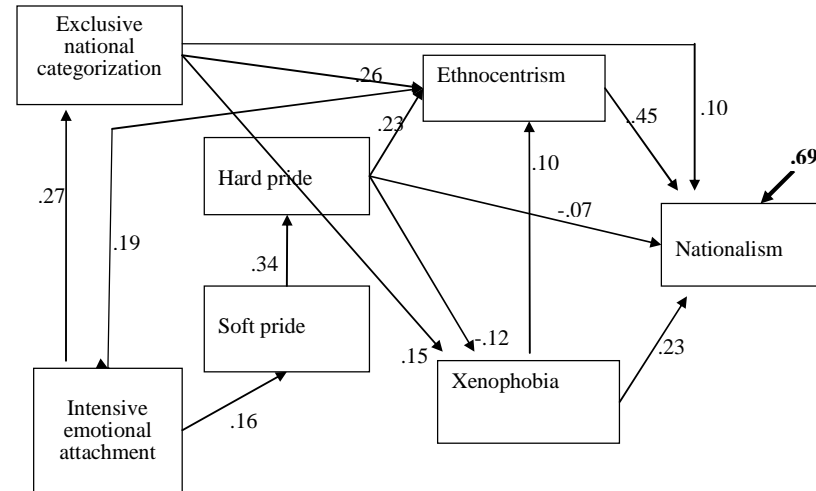 Exclusive
national
categorization
Ethnocentrism
.26
.10
.45
.23
.69
Hard pride
.10
.27
-.07
Nationalism
.19
.34
Soft pride
-.12
.15
.23
Xenophobia
Intensive
emotional
attachment
.16